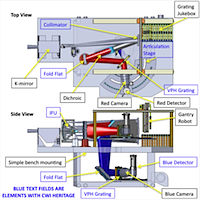 Top View
Grating
Jukebox
Collimator
Articulation
Stage
Fold Flat
K-mirror
Dichroic
Red Camera
VPH Grating
Side View
IFU
Red Detector
Gantry
Robot
Simple bench mounting
Fold Flat
Blue Detector
BLUE TEXT FIELDS ARE
ELEMENTS WITH CWI HERITAGE
VPH Grating
Blue Camera